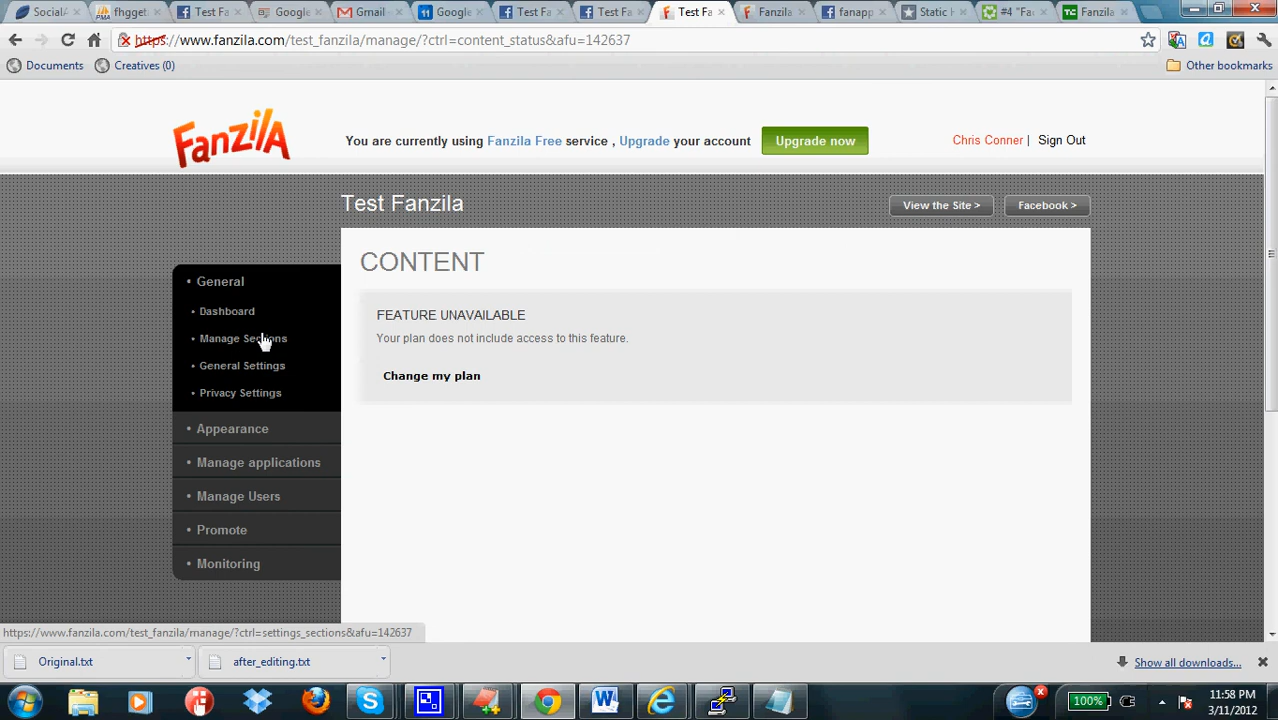 SocialA
fhgget
Test Fa
Google
Gmail
Google
Test Fa
Test Fa
Test Fa
Fanzila
fanapp
Static H
#4 "Fac
Fanzila
https://www.fanzila.com/test_fanzila/manage/?ctrl=content_status&afu=142637
Documents
Creatives (0)
Other bookmarks
Fanzila
You are currently using Fanzila Free service , Upgrade your account
Upgrade now
Chris Conner | Sign Out
Test Fanzila
View the Site >
Facebook >
CONTENT
General
Dashboard
Manage Sections
General Settings
Privacy Settings
Appearance
Manage applications
Manage Users
Promote
Monitoring
FEATURE UNAVAILABLE
Your plan does not include access to this feature.
Change my plan
https://www.fanzila.com/test_fanzila/manage/?ctrl=settings_sections&afu=142637
Original.txt
after_editing.txt
Show all downloads...
100%
11:58 PM
3/11/2012